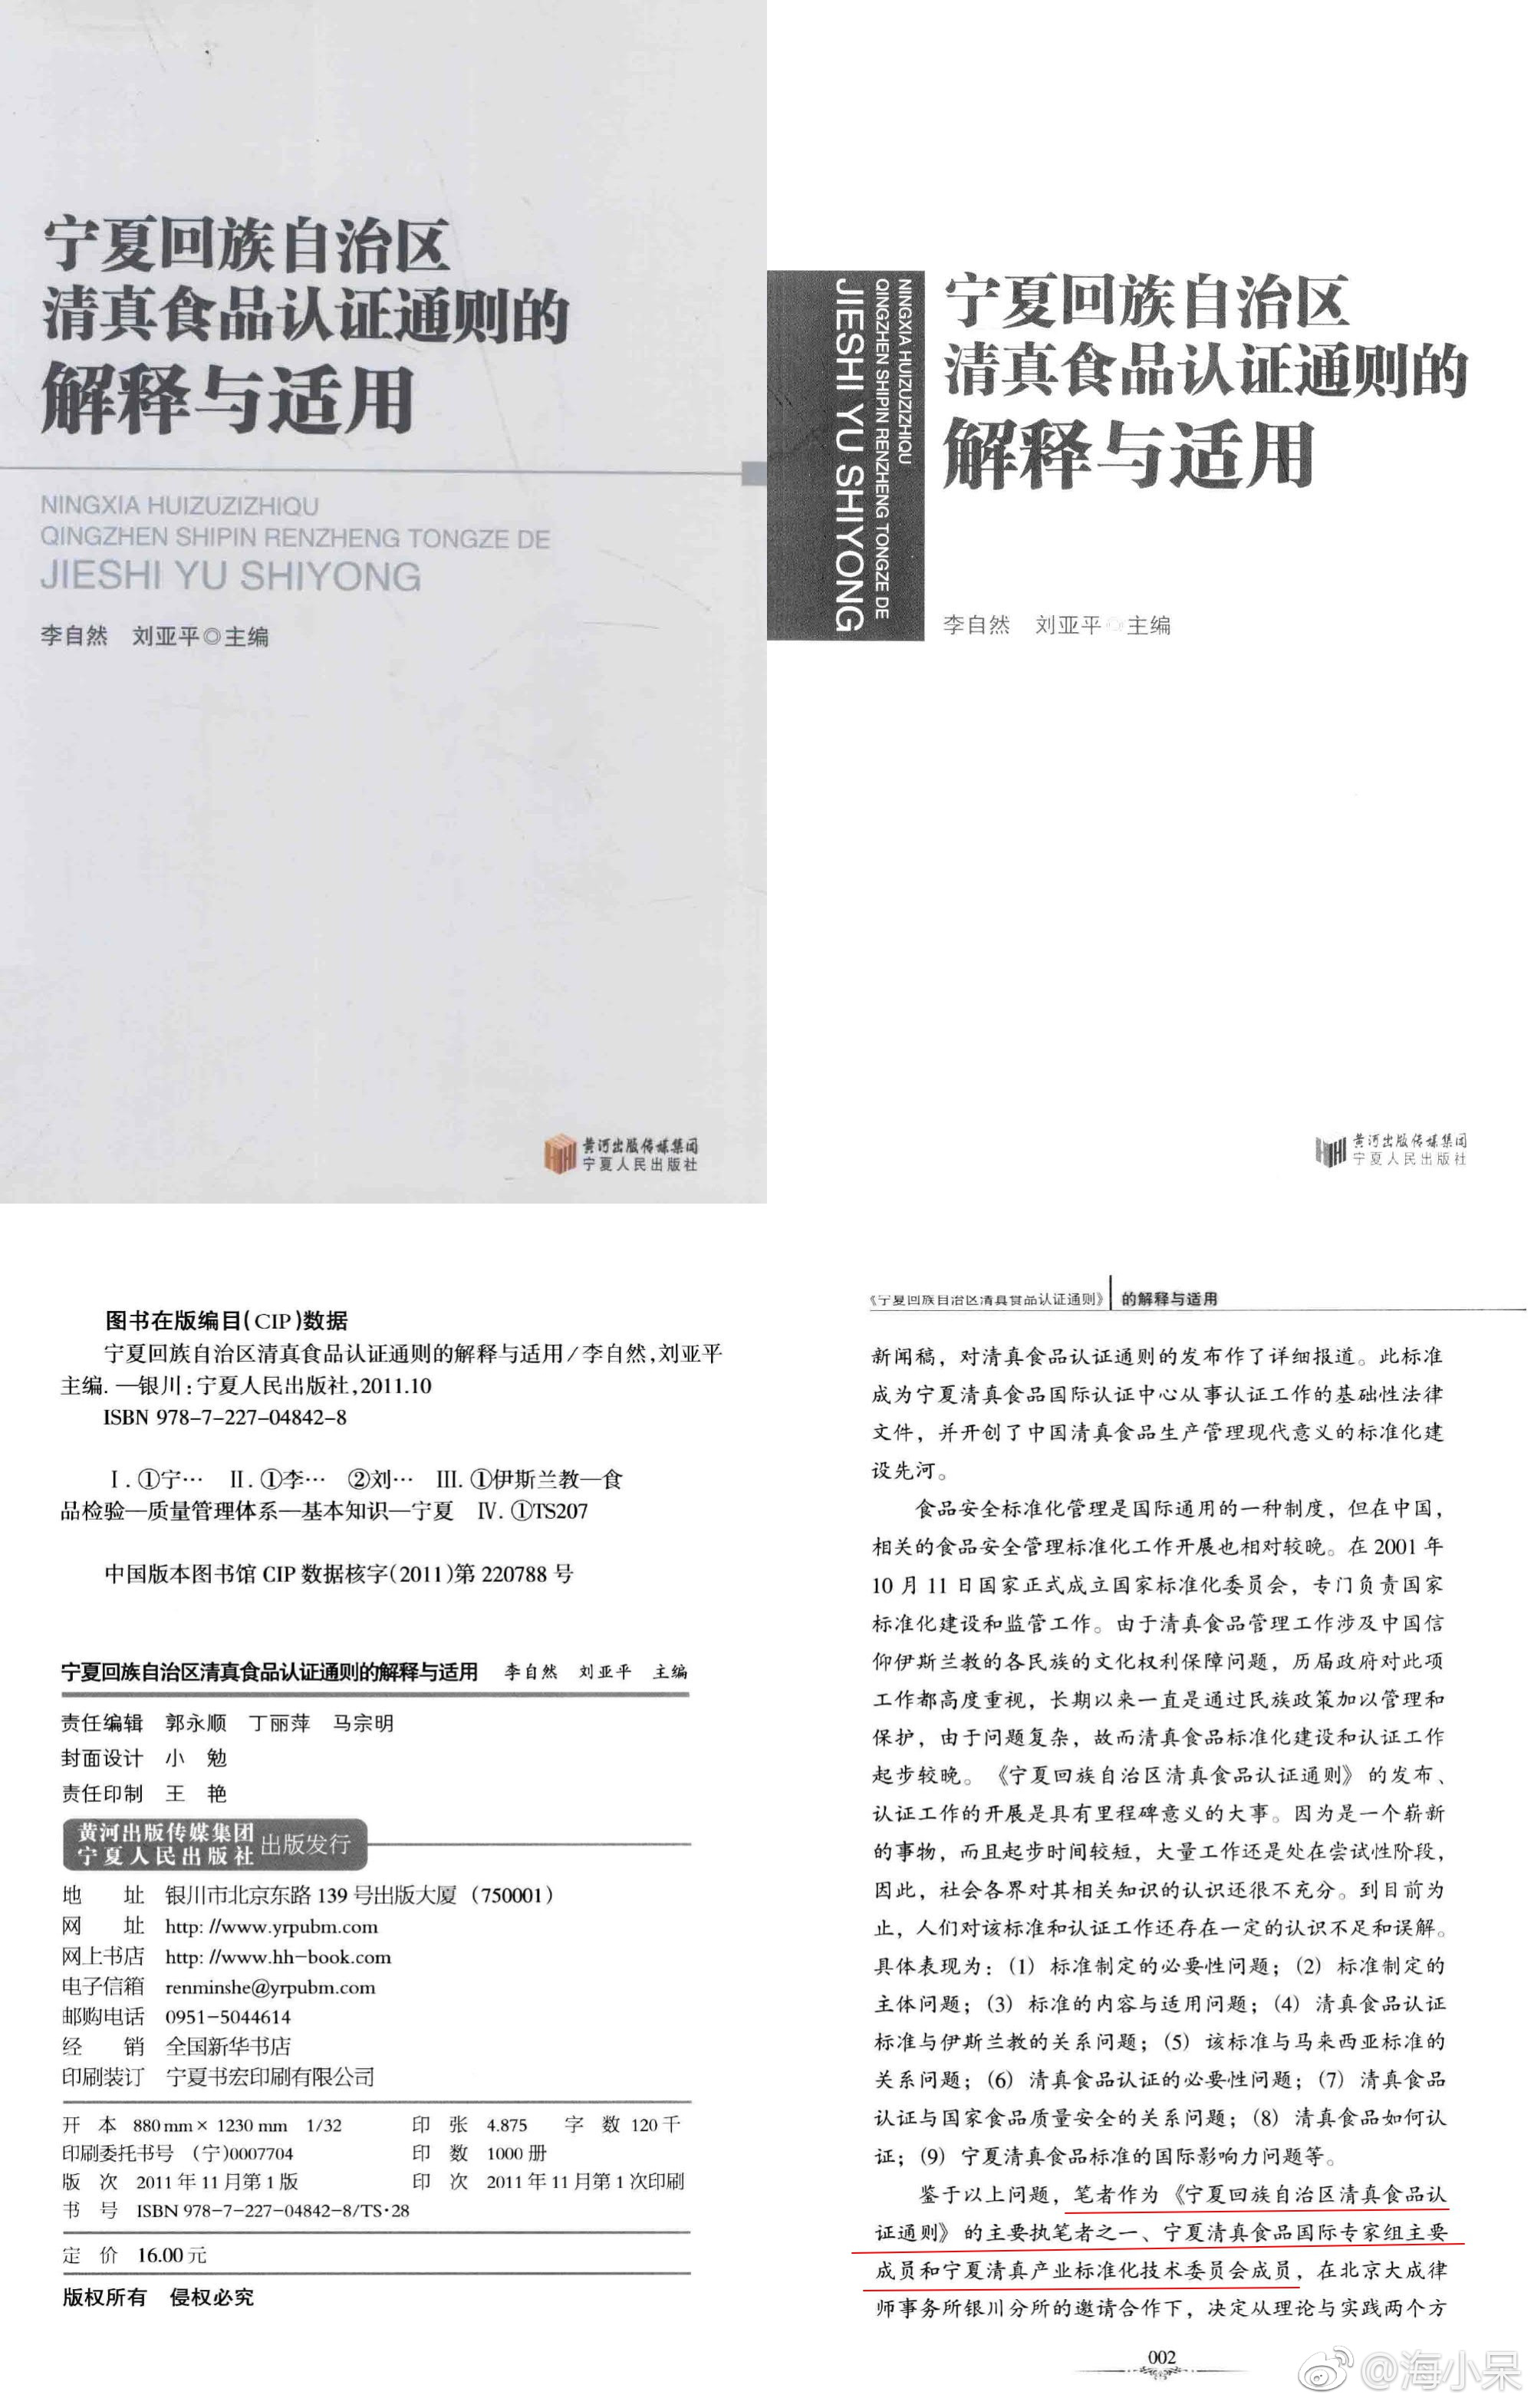 宁夏回族自治区
清真食品认证通则的
解释与适用
NINGXIA HUIZUZIZHIQU
QINGZHEN SHIPIN RENZHENG TONGZE DE
JIESHI YU SHIYONG
李自然 刘亚平◎主编
黄河出版传媒集团
宁夏人民出版社
NINGXIA HUIZUZIZHIQU
QINGZHEN SHIPIN RENZHENG TONGZE DE
JIESHI YU SHIYONG
宁夏回族自治区
清真食品认证通则的
解释与适用
李自然 刘亚平◎主编
黄河出版传媒集团
宁夏人民出版社
图书在版编目(CIP)数据
宁夏回族自治区清真食品认证通则的解释与适用/李自然,刘亚平
主编.—银川:宁夏人民出版社,2011.10
ISBN 978-7-227-04842-8
Ⅰ.①宁… Ⅱ.①李… ②刘… Ⅲ.①伊斯兰教—食
品检验—质量管理体系—基本知识—宁夏 Ⅳ.①TS207
中国版本图书馆 CIP 数据核字(2011)第 220788 号
宁夏回族自治区清真食品认证通则的解释与适用 李自然 刘亚平 主编
责任编辑 郭永顺 丁丽萍 马宗明
封面设计 小 勉
责任印制 王 艳
黄河出版传媒集团
宁夏人民出版社 出版发行
地 址 银川市北京东路 139 号出版大厦（750001）
网 址 http://www.yrpubm.com
网上书店 http://www.hh-book.com
电子信箱 renminshe@yrpubm.com
邮购电话 0951-5044614
经 销 全国新华书店
印刷装订 宁夏书宏印刷有限公司
开 本 880 mm × 1230 mm 1/32 印 张 4.875 字 数 120 千
印刷委托书号 （宁)0007704 印 数 1000 册
版 次 2011 年 11 月第 1 版 印 次 2011 年 11 月第 1 次印刷
书 号 ISBN 978-7-227-04842-8/TS·28
定 价 16.00 元
版权所有 侵权必究
《宁夏回族自治区清真食品认证通则》 的解释与适用
新闻稿，对清真食品认证通则的发布作了详细报道。此标准
成为宁夏清真食品国际认证中心从事认证工作的基础性法律
文件，并开创了中国清真食品生产管理现代意义的标准化建
设先河。
食品安全标准化管理是国际通用的一种制度，但在中国，
相关的食品安全管理标准化工作开展也相对较晚。在 2001 年
10 月 11 日国家正式成立国家标准化委员会，专门负责国家
标准化建设和监管工作。由于清真食品管理工作涉及中国信
仰伊斯兰教的各民族的文化权利保障问题，历届政府对此项
工作都高度重视，长期以来一直是通过民族政策加以管理和
保护，由于问题复杂，故而清真食品标准化建设和认证工作
起步较晚。《宁夏回族自治区清真食品认证通则》的发布、
认证工作的开展是具有里程碑意义的大事。因为是一个崭新
的事物，而且起步时间较短，大量工作还是处在尝试性阶段，
因此，社会各界对其相关知识的认识还很不充分。到目前为
止，人们对该标准和认证工作还存在一定的认识不足和误解。
具体表现为：（1）标准制定的必要性问题；（2）标准制定的
主体问题；（3）标准的内容与适用问题；（4）清真食品认证
标准与伊斯兰教的关系问题；（5）该标准与马来西亚标准的
关系问题；（6）清真食品认证的必要性问题；（7）清真食品
认证与国家食品质量安全的关系问题；（8）清真食品如何认
证；（9）宁夏清真食品标准的国际影响力问题等。
鉴于以上问题，笔者作为《宁夏回族自治区清真食品认
证通则》的主要执笔者之一、宁夏清真食品国际专家组主要
成员和宁夏清真产业标准化技术委员会成员，在北京大成律
师事务所银川分所的邀请合作下，决定从理论与实践两个方
002
@海小呆